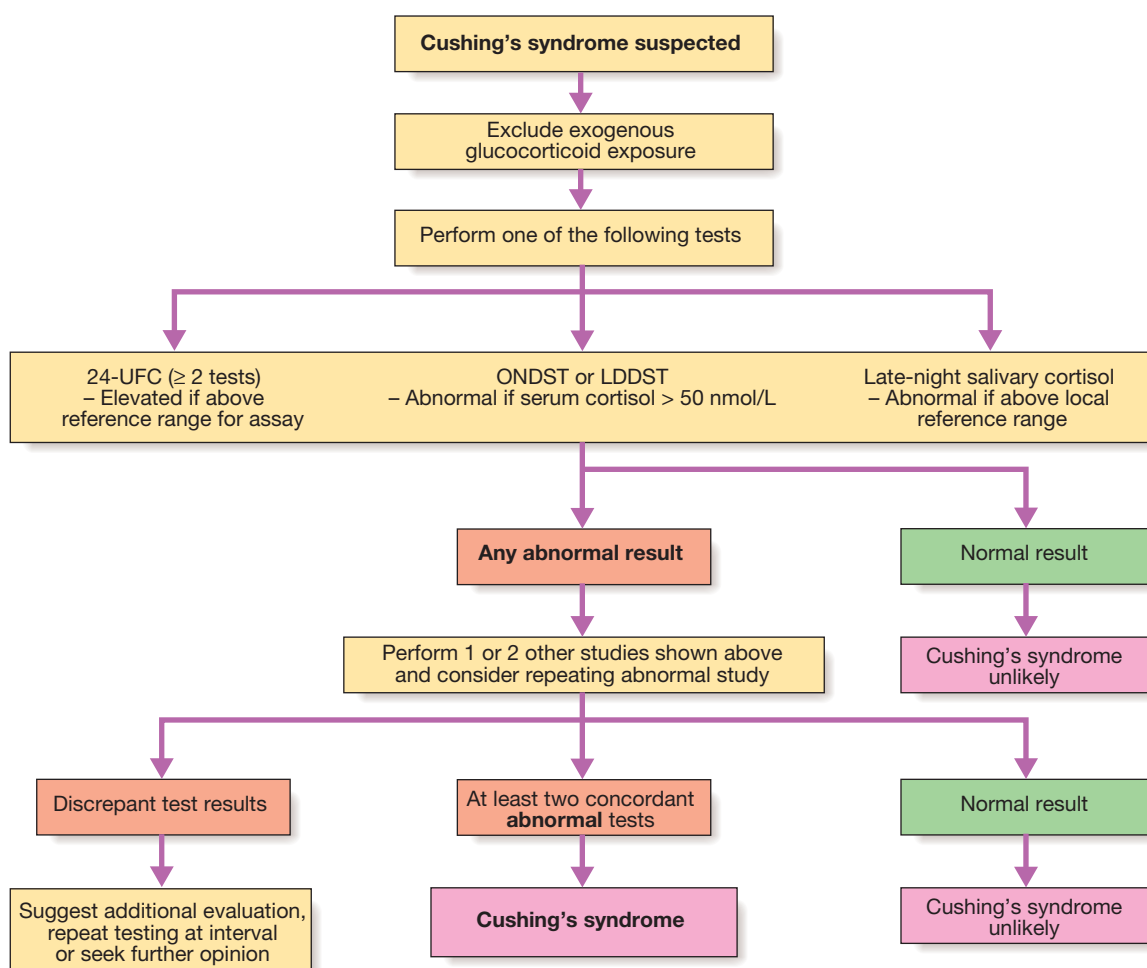 Cushing's syndrome suspected
Exclude exogenous
glucocorticoid exposure
Perform one of the following tests
24-UFC (≥ 2 tests)
– Elevated if above
reference range for assay
ONDST or LDDST
– Abnormal if serum cortisol > 50 nmol/L
Late-night salivary cortisol
– Abnormal if above local
reference range
Any abnormal result
Normal result
Perform 1 or 2 other studies shown above
and consider repeating abnormal study
Cushing's syndrome
unlikely
Discrepant test results
At least two concordant
abnormal tests
Normal result
Suggest additional evaluation,
repeat testing at interval
or seek further opinion
Cushing's syndrome
Cushing's syndrome
unlikely